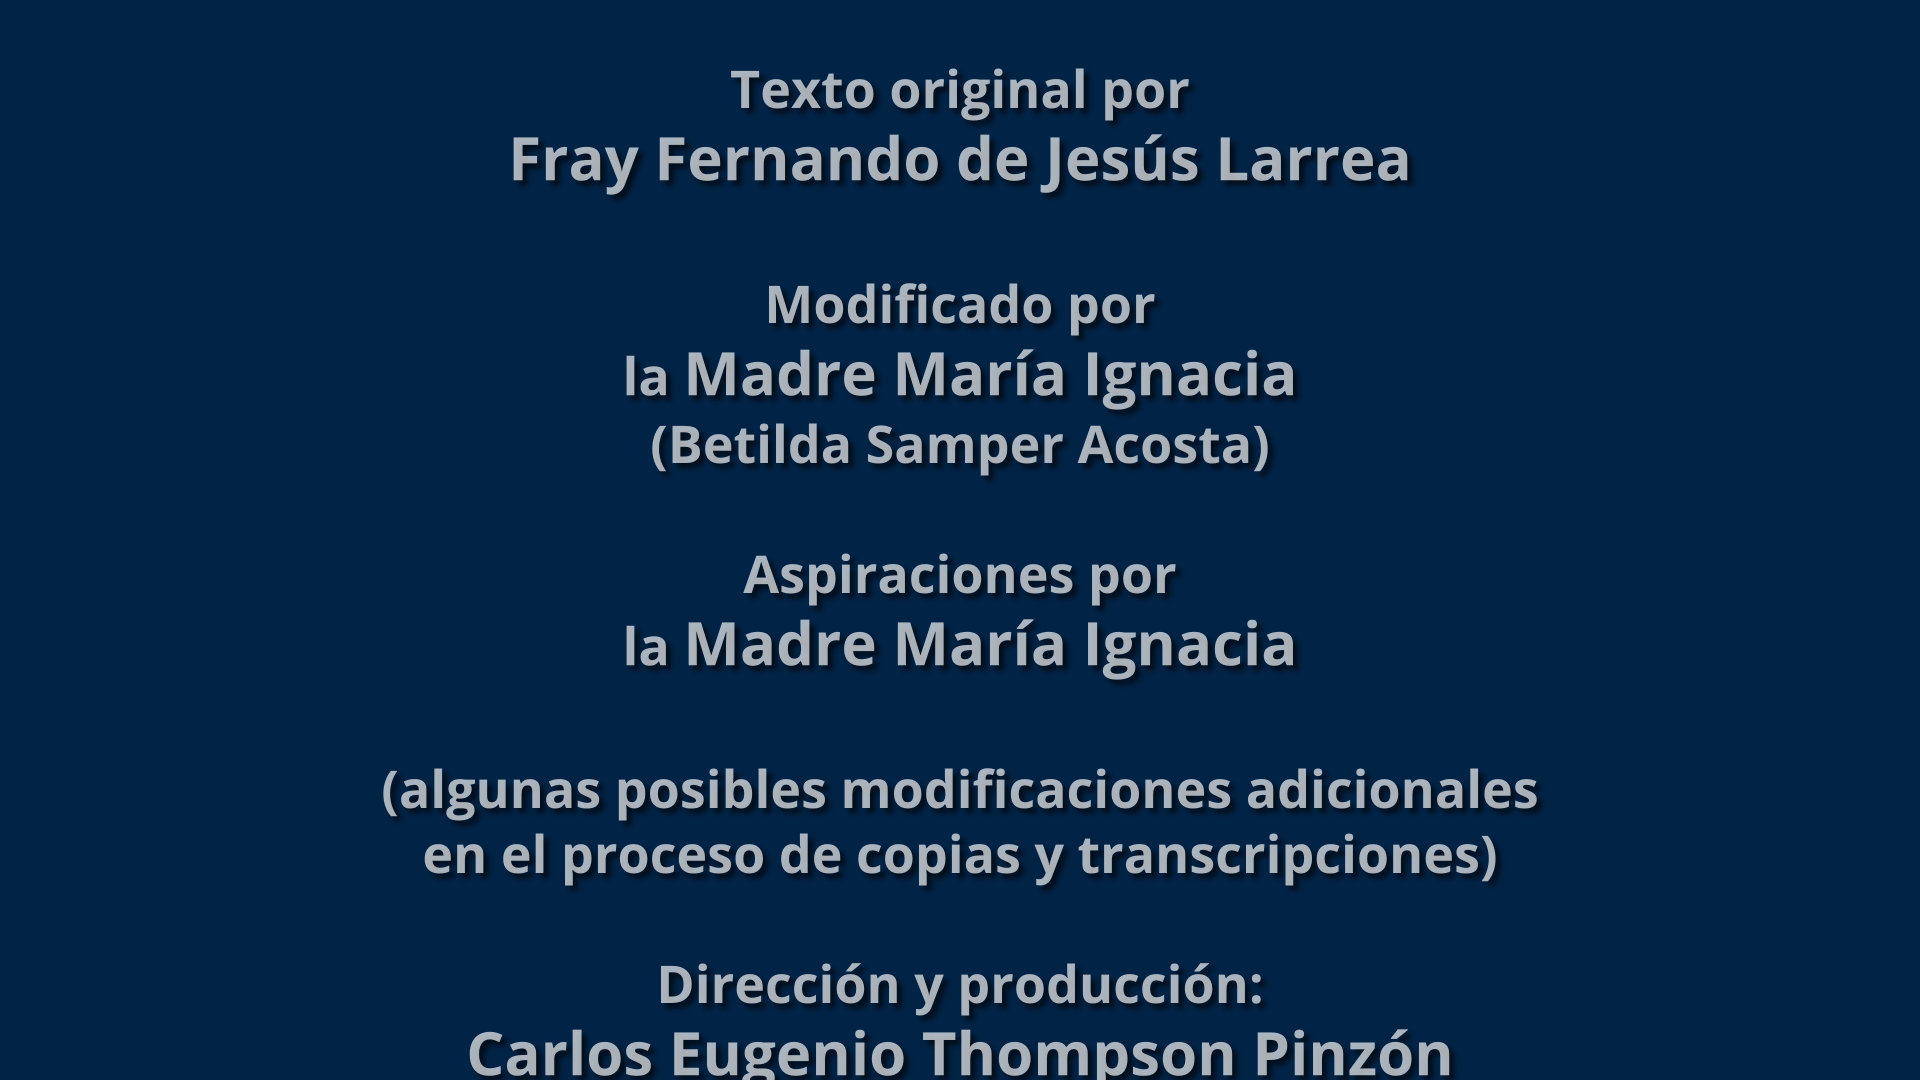 Texto original por
Fray Fernando de Jesús Larrea
Modificado por
la Madre María Ignacia
(Betilda Samper Acosta)
Aspiraciones por
la Madre María Ignacia
(algunas posibles modificaciones adicionales
en el proceso de copias y transcripciones)
Dirección y producción:
Carlos Eugenio Thompson Pinzón